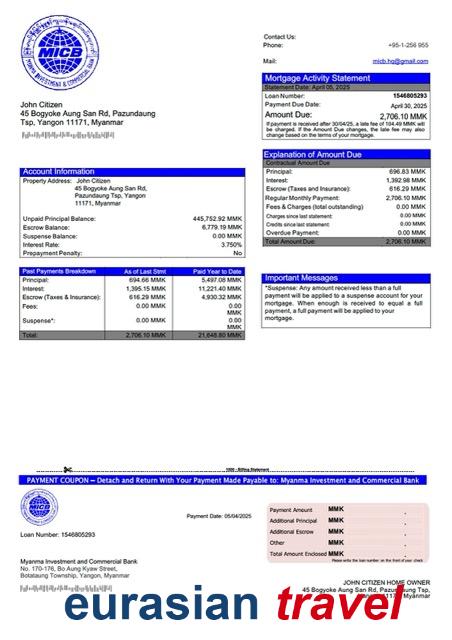 MICB
MYANMA INVESTMENT & COMMERCIAL BANK
Contact Us:
Phone: +95-1-256 955
Mail: micb.hq@gmail.com
Mortgage Activity Statement
Statement Date: April 05, 2025
Loan Number: 1546805293
Payment Due Date: April 30, 2025
Amount Due: 2,706.10 MMK
If payment is received after 30/04/25, a late fee of 104.49 MMK will
be charged. If the Amount Due changes, the late fee may also
change based on the terms of your mortgage.
John Citizen
45 Bogyoke Aung San Rd, Pazundaung
Tsp, Yangon 11171, Myanmar
Explanation of Amount Due
Contractual Amount Due
Principal: 696.83 MMK
Interest: 1,392.98 MMK
Escrow (Taxes and Insurance): 616.29 MMK
Regular Monthly Payment: 2,706.10 MMK
Fees & Charges (total outstanding) 0.00 MMK
Charges since last statement: 0.00 MMK
Credits since last statement: 0.00 MMK
Overdue Payment: 0.00 MMK
Total Amount Due: 2,706.10 MMK
Account Information
Property Address: John Citizen
45 Bogyoke Aung San Rd,
Pazundaung Tsp, Yangon
11171, Myanmar
Unpaid Principal Balance: 445,752.92 MMK
Escrow Balance: 6,779.19 MMK
Suspense Balance: 0.00 MMK
Interest Rate: 3.750%
Prepayment Penalty: No
Past Payments Breakdown As of Last Stmt Paid Year to Date
Principal: 694.66 MMK 5,497.08 MMK
Interest: 1,395.15 MMK 11,221.40 MMK
Escrow (Taxes & Insurance): 616.29 MMK 4,930.32 MMK
Fees: 0.00 MMK 0.00
MMK
Suspense*: 0.00 MMK 0.00
MMK
Total: 2,706.10 MMK 21,648.80 MMK
Important Messages
*Suspense: Any amount received less than a full
payment will be applied to a suspense account for your
mortgage. When enough is received to equal a full
payment, a full payment will be applied to your
mortgage.
1000 - Billing Statement
PAYMENT COUPON – Detach and Return With Your Payment Made Payable to: Myanma Investment and Commercial Bank
MICB
Payment Date: 05/04/2025
Loan Number: 1546805293
Payment Amount MMK .
Additional Principal MMK .
Additional Escrow MMK .
Other MMK .
Total Amount Enclosed MMK .
Please write the loan number on the front of your check
Myanma Investment and Commercial Bank
No. 170-176, Bo Aung Kyaw Street,
Botataung Township, Yangon, Myanmar
JOHN CITIZEN HOME OWNER
45 Bogyoke Aung San Rd, Pazundaung Tsp,
eurasian travel